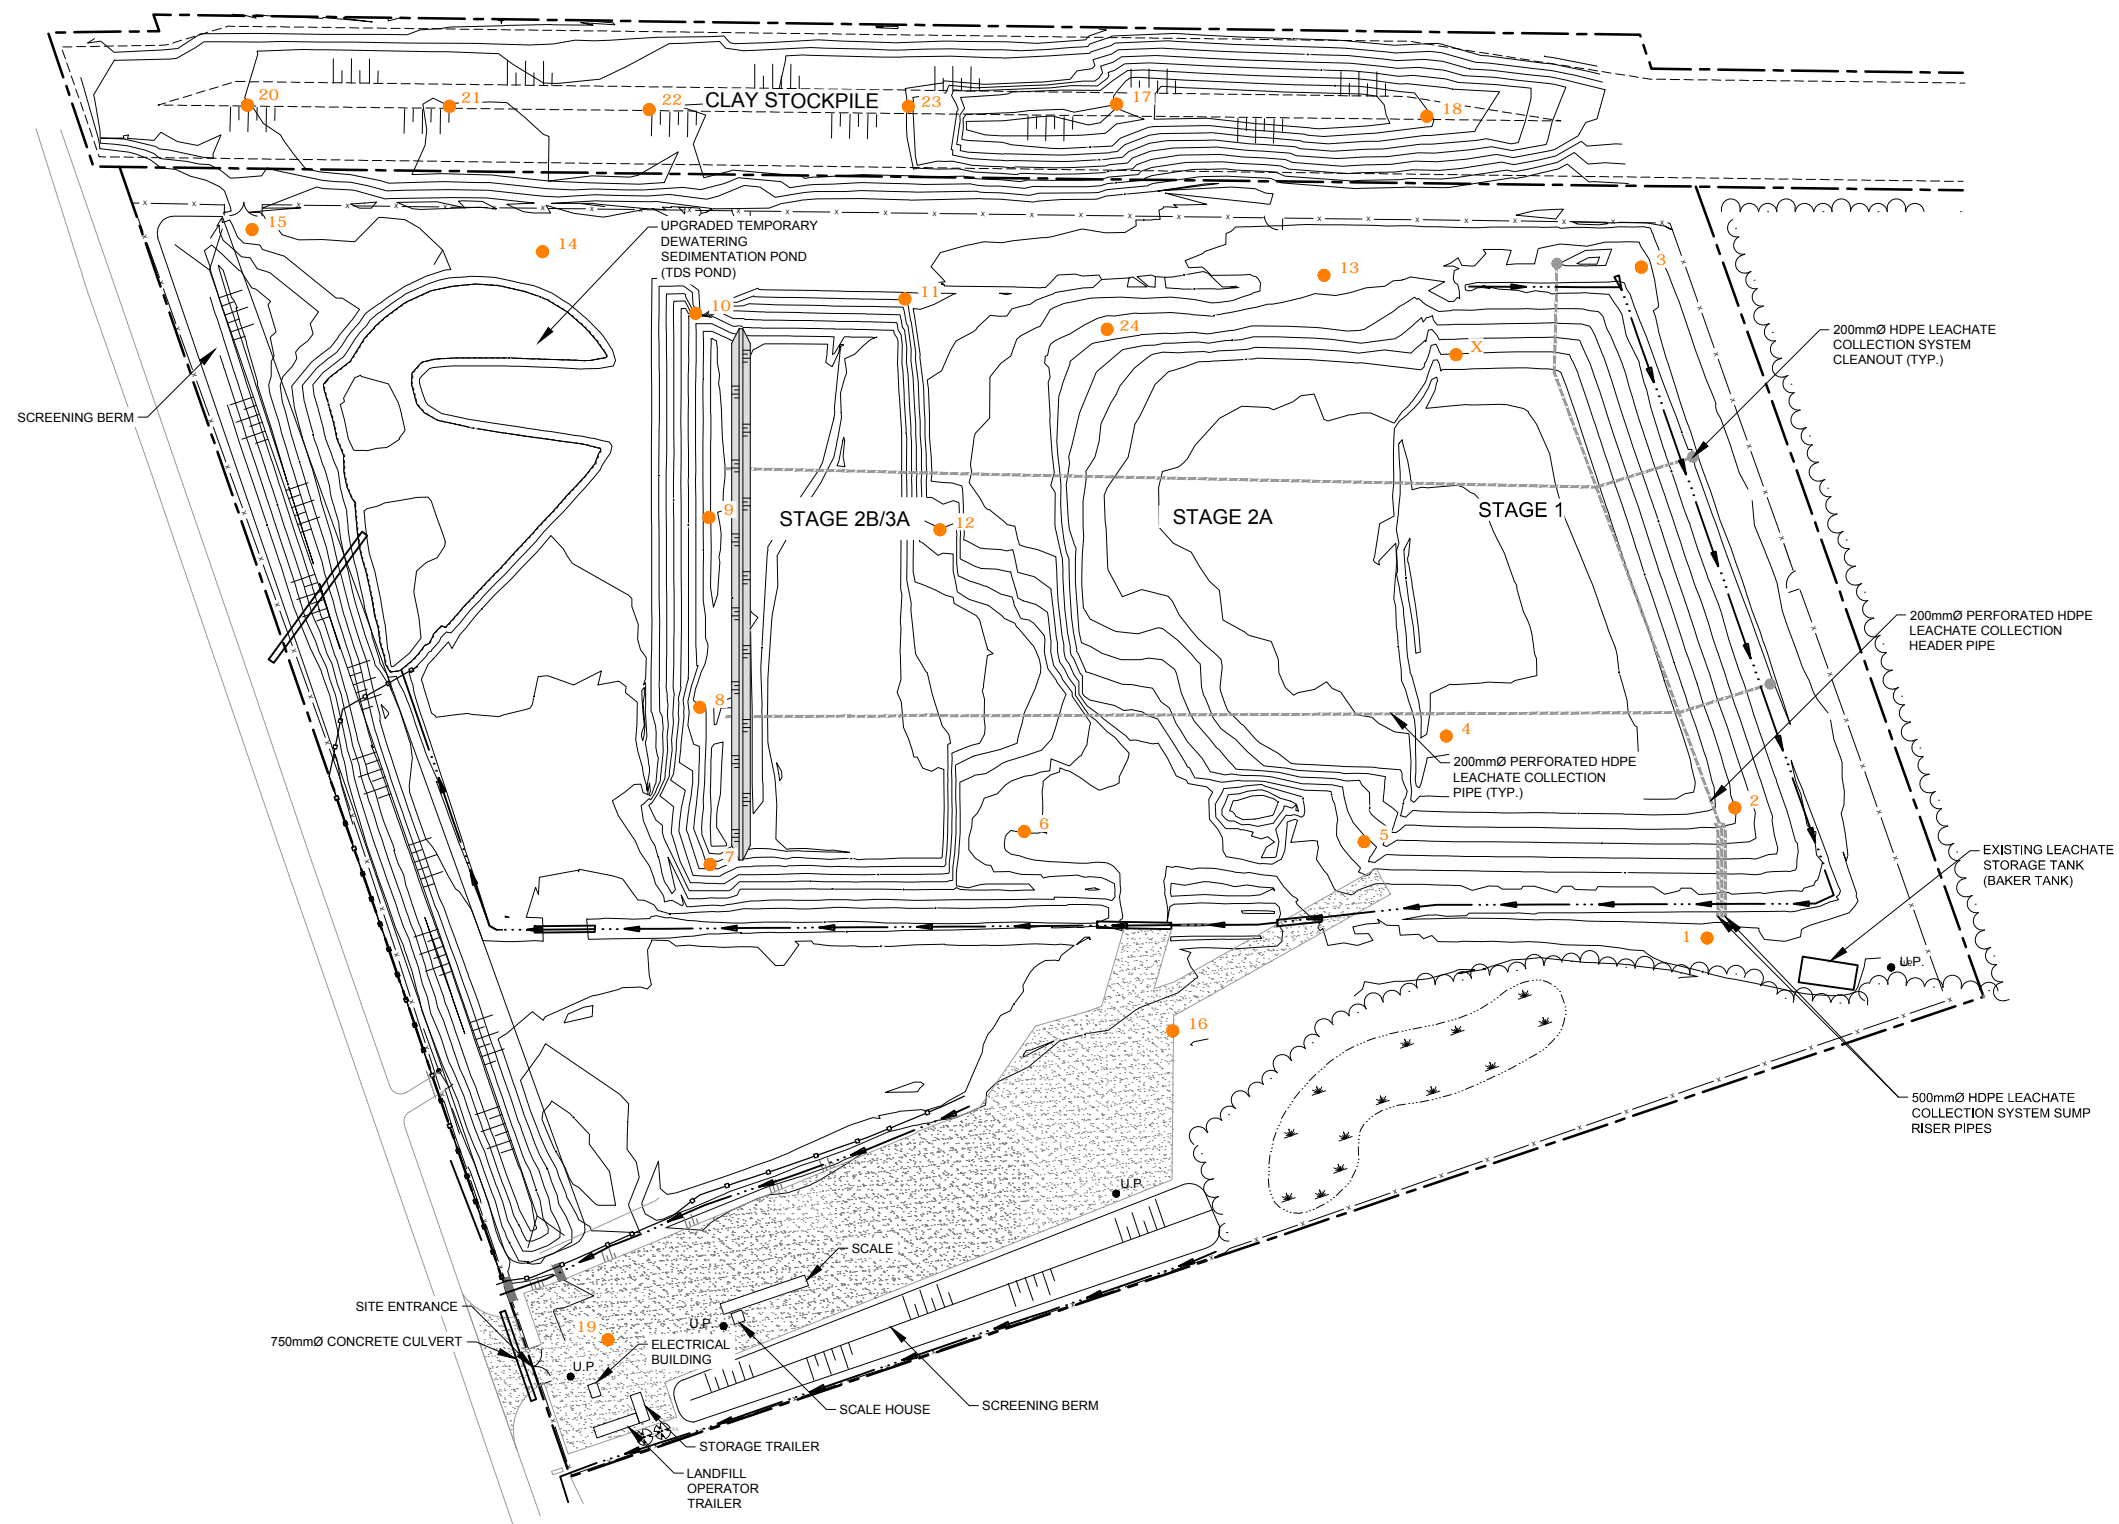 20
21
22
CLAY STOCKPILE
23
17
18
15
14
UPGRADED TEMPORARY
DEWATERING
SEDIMENTATION POND
(TDS POND)
13
3
10
11
24
X
200mmØ HDPE LEACHATE
COLLECTION SYSTEM
CLEANOUT (TYP.)
SCREENING BERM
9
STAGE 2B/3A
12
STAGE 2A
STAGE 1
200mmØ PERFORATED HDPE
LEACHATE COLLECTION
HEADER PIPE
8
4
200mmØ PERFORATED HDPE
LEACHATE COLLECTION
PIPE (TYP.)
2
6
5
7
EXISTING LEACHATE
STORAGE TANK
(BAKER TANK)
1
U.P.
16
500mmØ HDPE LEACHATE
COLLECTION SYSTEM SUMP
RISER PIPES
U.P.
SCALE
SITE ENTRANCE
750mmØ CONCRETE CULVERT
19
U.P.
ELECTRICAL
BUILDING
U.P.
SCALE HOUSE
SCREENING BERM
STORAGE TRAILER
LANDFILL
OPERATOR
TRAILER